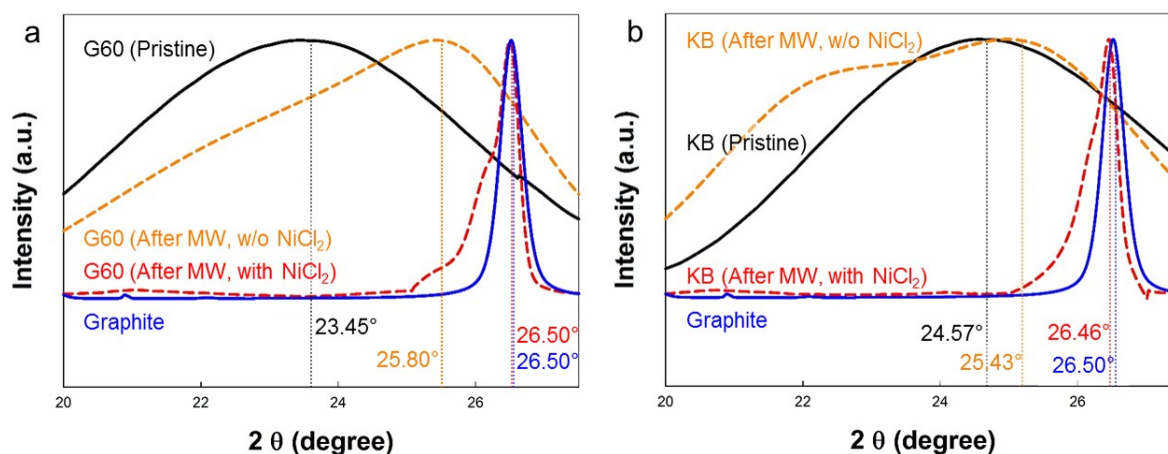 a
G60 (Pristine)
G60 (After MW, w/o NiCl₂)
G60 (After MW, with NiCl₂)
Graphite
23.45°
25.80°
26.50°
26.50°
Intensity (a.u.)
20
22
24
26
2 θ (degree)
b
KB (After MW, w/o NiCl₂)
KB (Pristine)
KB (After MW, with NiCl₂)
Graphite
24.57°
25.43°
26.46°
26.50°
Intensity (a.u.)
20
22
24
26
2 θ (degree)